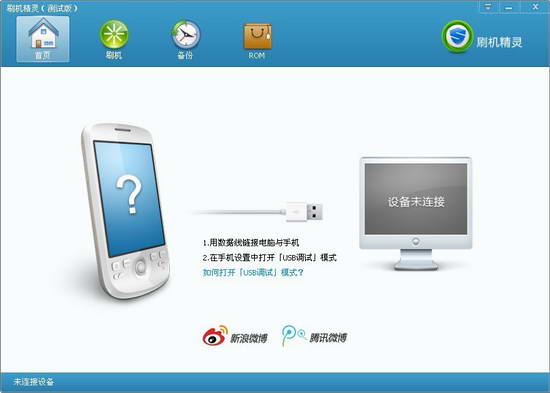 刷机精灵（测试版）
首页
刷机
备份
ROM
刷机精灵
?
设备未连接
1.用数据线链接电脑与手机
2.在手机设置中打开「USB调试」模式
如何打开「USB调试」模式？
新浪微博
腾讯微博
未连接设备